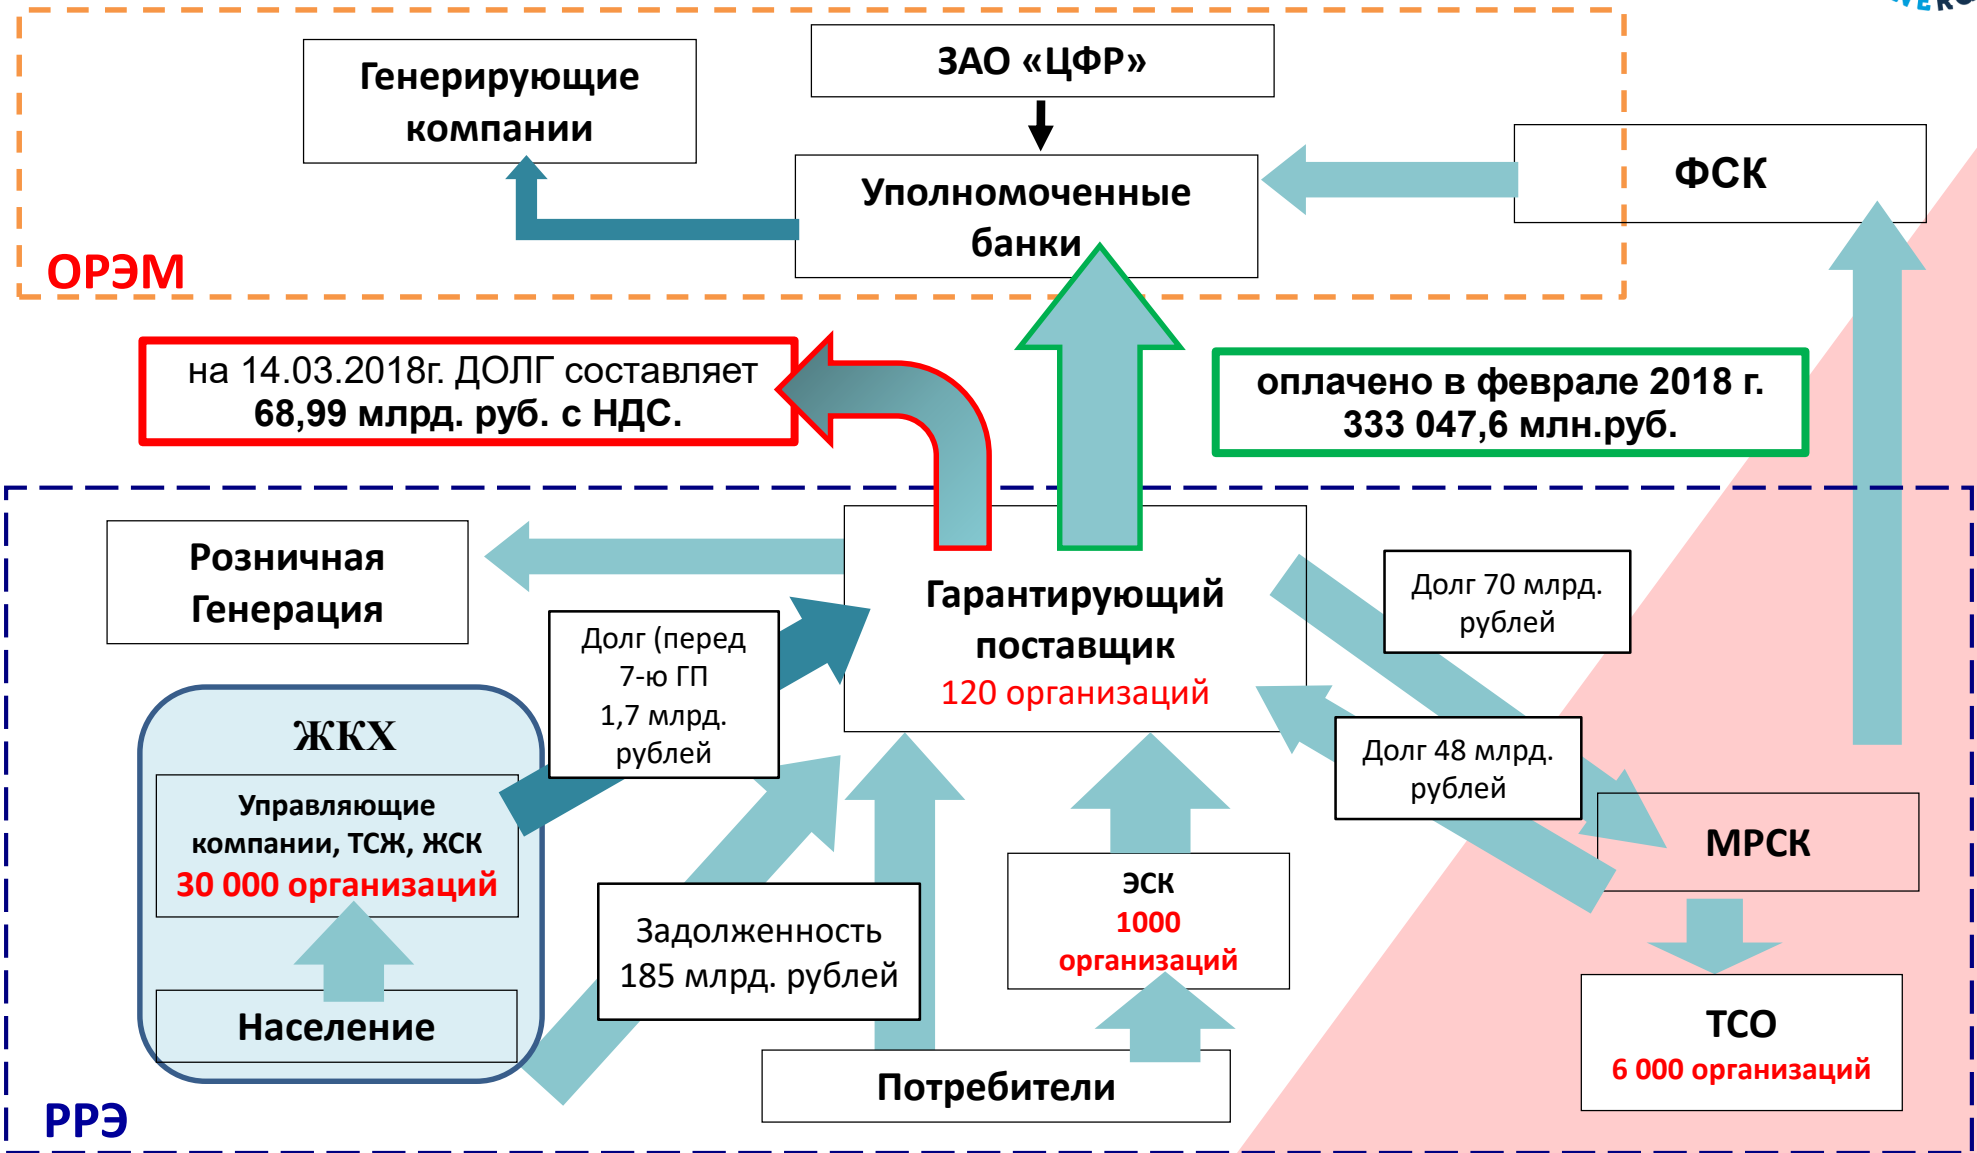 Генерирующие
компании
ЗАО «ЦФР»
Уполномоченные
банки
ФСК
ОРЭМ
на 14.03.2018г. ДОЛГ составляет
68,99 млрд. руб. с НДС.
оплачено в феврале 2018 г.
333 047,6 млн.руб.
Розничная
Генерация
Гарантирующий
поставщик
120 организаций
Долг 70 млрд.
рублей
Долг (перед
7-ю ГП
1,7 млрд.
рублей
Долг 48 млрд.
рублей
ЖКХ
Управляющие
компании, ТСЖ, ЖСК
30 000 организаций
Население
Задолженность
185 млрд. рублей
ЭСК
1000
организаций
МРСК
ТСО
6 000 организаций
Потребители
РРЭ